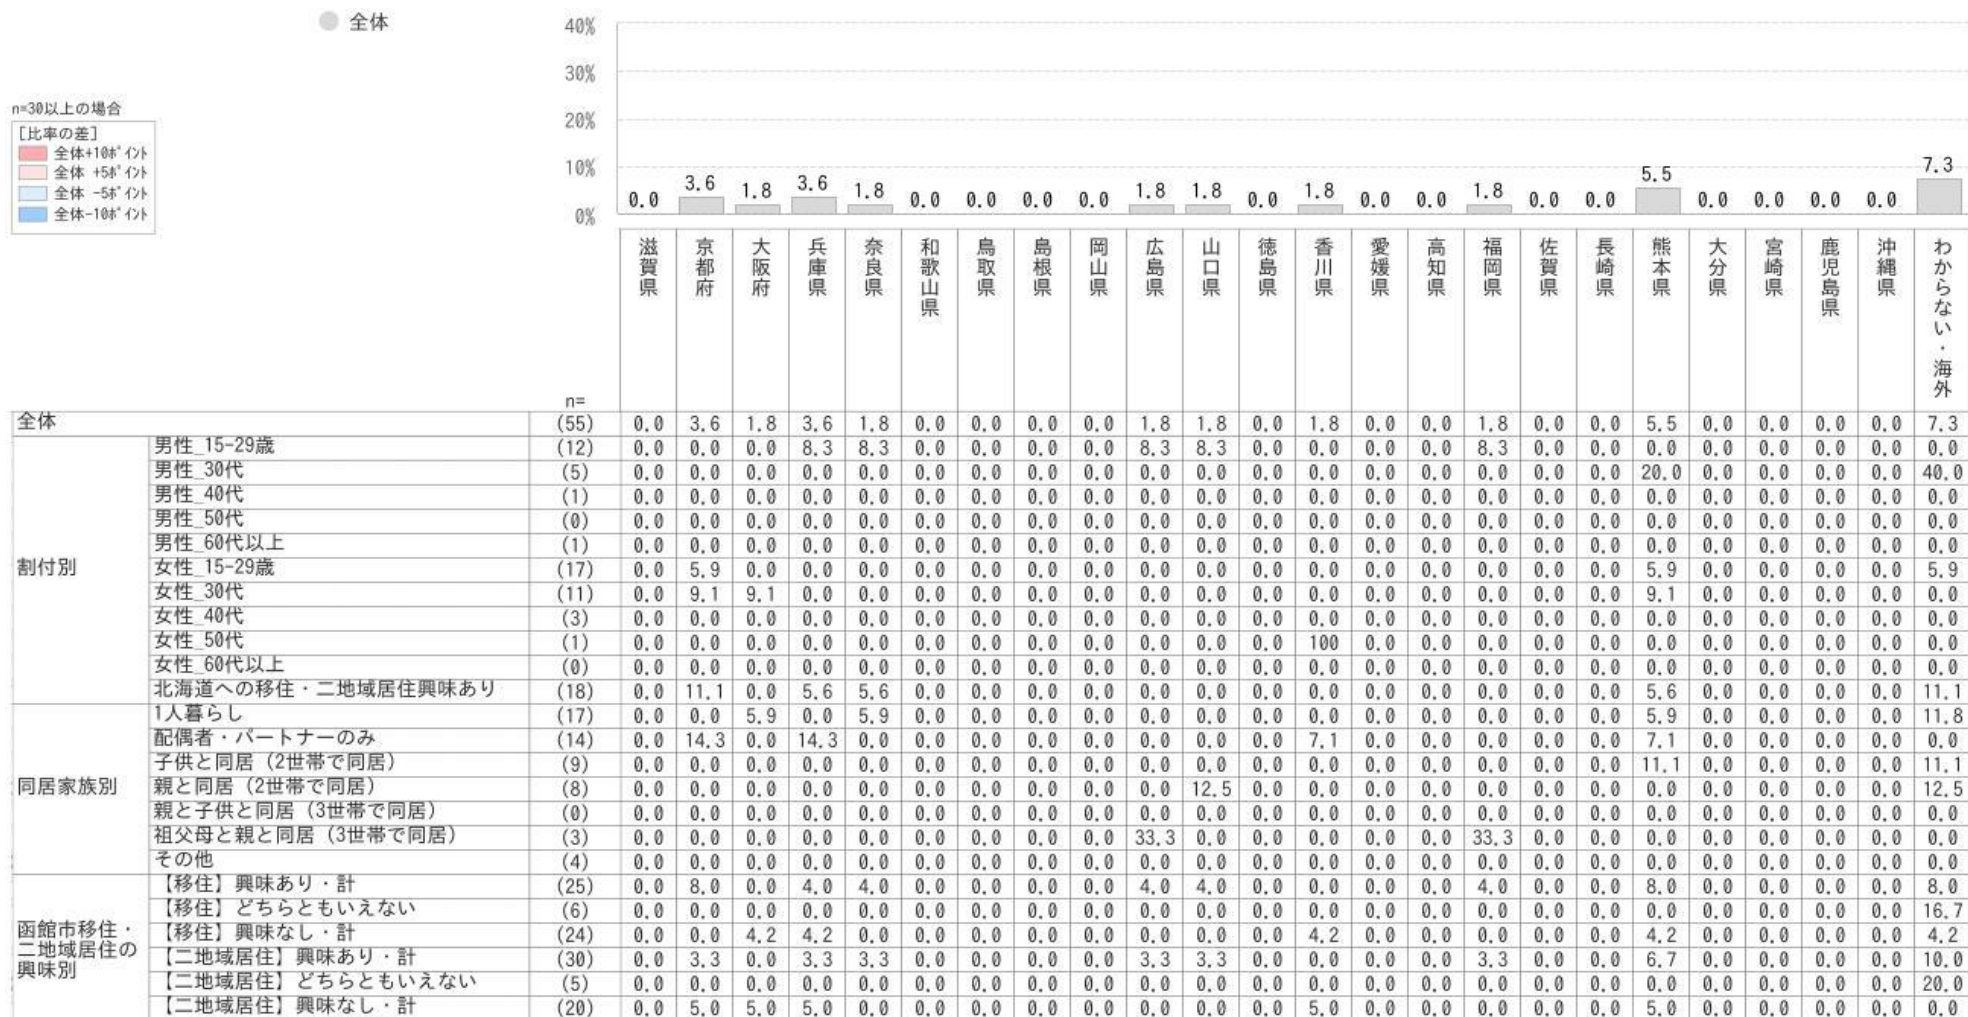 全体
40%
30%
20%
10%
0%
n=30以上の場合
[比率の差]
全体+10ﾎﾟｲﾝﾄ
全体 +5ﾎﾟｲﾝﾄ
全体 -5ﾎﾟｲﾝﾄ
全体-10ﾎﾟｲﾝﾄ
0.0 3.6 1.8 3.6 1.8 0.0 0.0 0.0 0.0 1.8 1.8 0.0 1.8 0.0 0.0 1.8 0.0 0.0 5.5 0.0 0.0 0.0 0.0 7.3
滋賀県 京都府 大阪府 兵庫県 奈良県 和歌山県 鳥取県 島根県 岡山県 広島県 山口県 徳島県 香川県 愛媛県 高知県 福岡県 佐賀県 長崎県 熊本県 大分県 宮崎県 鹿児島県 沖縄県 わからない・海外
n=
全体 (55) 0.0 3.6 1.8 3.6 1.8 0.0 0.0 0.0 0.0 1.8 1.8 0.0 1.8 0.0 0.0 1.8 0.0 0.0 5.5 0.0 0.0 0.0 0.0 7.3
割付別
男性_15-29歳 (12) 0.0 0.0 0.0 8.3 8.3 0.0 0.0 0.0 0.0 8.3 8.3 0.0 0.0 0.0 0.0 8.3 0.0 0.0 0.0 0.0 0.0 0.0 0.0 0.0
男性_30代 (5) 0.0 0.0 0.0 0.0 0.0 0.0 0.0 0.0 0.0 0.0 0.0 0.0 0.0 0.0 0.0 0.0 0.0 0.0 20.0 0.0 0.0 0.0 0.0 40.0
男性_40代 (1) 0.0 0.0 0.0 0.0 0.0 0.0 0.0 0.0 0.0 0.0 0.0 0.0 0.0 0.0 0.0 0.0 0.0 0.0 0.0 0.0 0.0 0.0 0.0 0.0
男性_50代 (0) 0.0 0.0 0.0 0.0 0.0 0.0 0.0 0.0 0.0 0.0 0.0 0.0 0.0 0.0 0.0 0.0 0.0 0.0 0.0 0.0 0.0 0.0 0.0 0.0
男性_60代以上 (1) 0.0 0.0 0.0 0.0 0.0 0.0 0.0 0.0 0.0 0.0 0.0 0.0 0.0 0.0 0.0 0.0 0.0 0.0 0.0 0.0 0.0 0.0 0.0 0.0
女性_15-29歳 (17) 0.0 5.9 0.0 0.0 0.0 0.0 0.0 0.0 0.0 0.0 0.0 0.0 0.0 0.0 0.0 0.0 0.0 0.0 5.9 0.0 0.0 0.0 0.0 5.9
女性_30代 (11) 0.0 9.1 9.1 0.0 0.0 0.0 0.0 0.0 0.0 0.0 0.0 0.0 0.0 0.0 0.0 0.0 0.0 0.0 9.1 0.0 0.0 0.0 0.0 0.0
女性_40代 (3) 0.0 0.0 0.0 0.0 0.0 0.0 0.0 0.0 0.0 0.0 0.0 0.0 0.0 0.0 0.0 0.0 0.0 0.0 0.0 0.0 0.0 0.0 0.0 0.0
女性_50代 (1) 0.0 0.0 0.0 0.0 0.0 0.0 0.0 0.0 0.0 0.0 0.0 0.0 100 0.0 0.0 0.0 0.0 0.0 0.0 0.0 0.0 0.0 0.0 0.0
女性_60代以上 (0) 0.0 0.0 0.0 0.0 0.0 0.0 0.0 0.0 0.0 0.0 0.0 0.0 0.0 0.0 0.0 0.0 0.0 0.0 0.0 0.0 0.0 0.0 0.0 0.0
北海道への移住・二地域居住興味あり (18) 0.0 11.1 0.0 5.6 5.6 0.0 0.0 0.0 0.0 0.0 0.0 0.0 0.0 0.0 0.0 0.0 0.0 0.0 5.6 0.0 0.0 0.0 0.0 11.1
同居家族別
1人暮らし (17) 0.0 0.0 5.9 0.0 5.9 0.0 0.0 0.0 0.0 0.0 0.0 0.0 0.0 0.0 0.0 0.0 0.0 0.0 5.9 0.0 0.0 0.0 0.0 11.8
配偶者・パートナーのみ (14) 0.0 14.3 0.0 14.3 0.0 0.0 0.0 0.0 0.0 0.0 0.0 0.0 7.1 0.0 0.0 0.0 0.0 0.0 7.1 0.0 0.0 0.0 0.0 0.0
子供と同居（2世帯で同居） (9) 0.0 0.0 0.0 0.0 0.0 0.0 0.0 0.0 0.0 0.0 0.0 0.0 0.0 0.0 0.0 0.0 0.0 0.0 11.1 0.0 0.0 0.0 0.0 11.1
親と同居（2世帯で同居） (8) 0.0 0.0 0.0 0.0 0.0 0.0 0.0 0.0 0.0 0.0 12.5 0.0 0.0 0.0 0.0 0.0 0.0 0.0 0.0 0.0 0.0 0.0 0.0 12.5
親と子供と同居（3世帯で同居） (0) 0.0 0.0 0.0 0.0 0.0 0.0 0.0 0.0 0.0 0.0 0.0 0.0 0.0 0.0 0.0 0.0 0.0 0.0 0.0 0.0 0.0 0.0 0.0 0.0
祖父母と親と同居（3世帯で同居） (3) 0.0 0.0 0.0 0.0 0.0 0.0 0.0 0.0 0.0 33.3 0.0 0.0 0.0 0.0 0.0 33.3 0.0 0.0 0.0 0.0 0.0 0.0 0.0 0.0
その他 (4) 0.0 0.0 0.0 0.0 0.0 0.0 0.0 0.0 0.0 0.0 0.0 0.0 0.0 0.0 0.0 0.0 0.0 0.0 0.0 0.0 0.0 0.0 0.0 0.0
函館市移住・
二地域居住の
興味別
【移住】興味あり・計 (25) 0.0 8.0 0.0 4.0 4.0 0.0 0.0 0.0 0.0 4.0 4.0 0.0 0.0 0.0 0.0 4.0 0.0 0.0 8.0 0.0 0.0 0.0 0.0 8.0
【移住】どちらともいえない (6) 0.0 0.0 0.0 0.0 0.0 0.0 0.0 0.0 0.0 0.0 0.0 0.0 0.0 0.0 0.0 0.0 0.0 0.0 0.0 0.0 0.0 0.0 0.0 16.7
【移住】興味なし・計 (24) 0.0 0.0 4.2 4.2 0.0 0.0 0.0 0.0 0.0 0.0 0.0 0.0 4.2 0.0 0.0 0.0 0.0 0.0 4.2 0.0 0.0 0.0 0.0 4.2
【二地域居住】興味あり・計 (30) 0.0 3.3 0.0 3.3 3.3 0.0 0.0 0.0 0.0 3.3 3.3 0.0 0.0 0.0 0.0 3.3 0.0 0.0 6.7 0.0 0.0 0.0 0.0 10.0
【二地域居住】どちらともいえない (5) 0.0 0.0 0.0 0.0 0.0 0.0 0.0 0.0 0.0 0.0 0.0 0.0 0.0 0.0 0.0 0.0 0.0 0.0 0.0 0.0 0.0 0.0 0.0 20.0
【二地域居住】興味なし・計 (20) 0.0 5.0 5.0 5.0 0.0 0.0 0.0 0.0 0.0 0.0 0.0 0.0 5.0 0.0 0.0 0.0 0.0 0.0 5.0 0.0 0.0 0.0 0.0 0.0